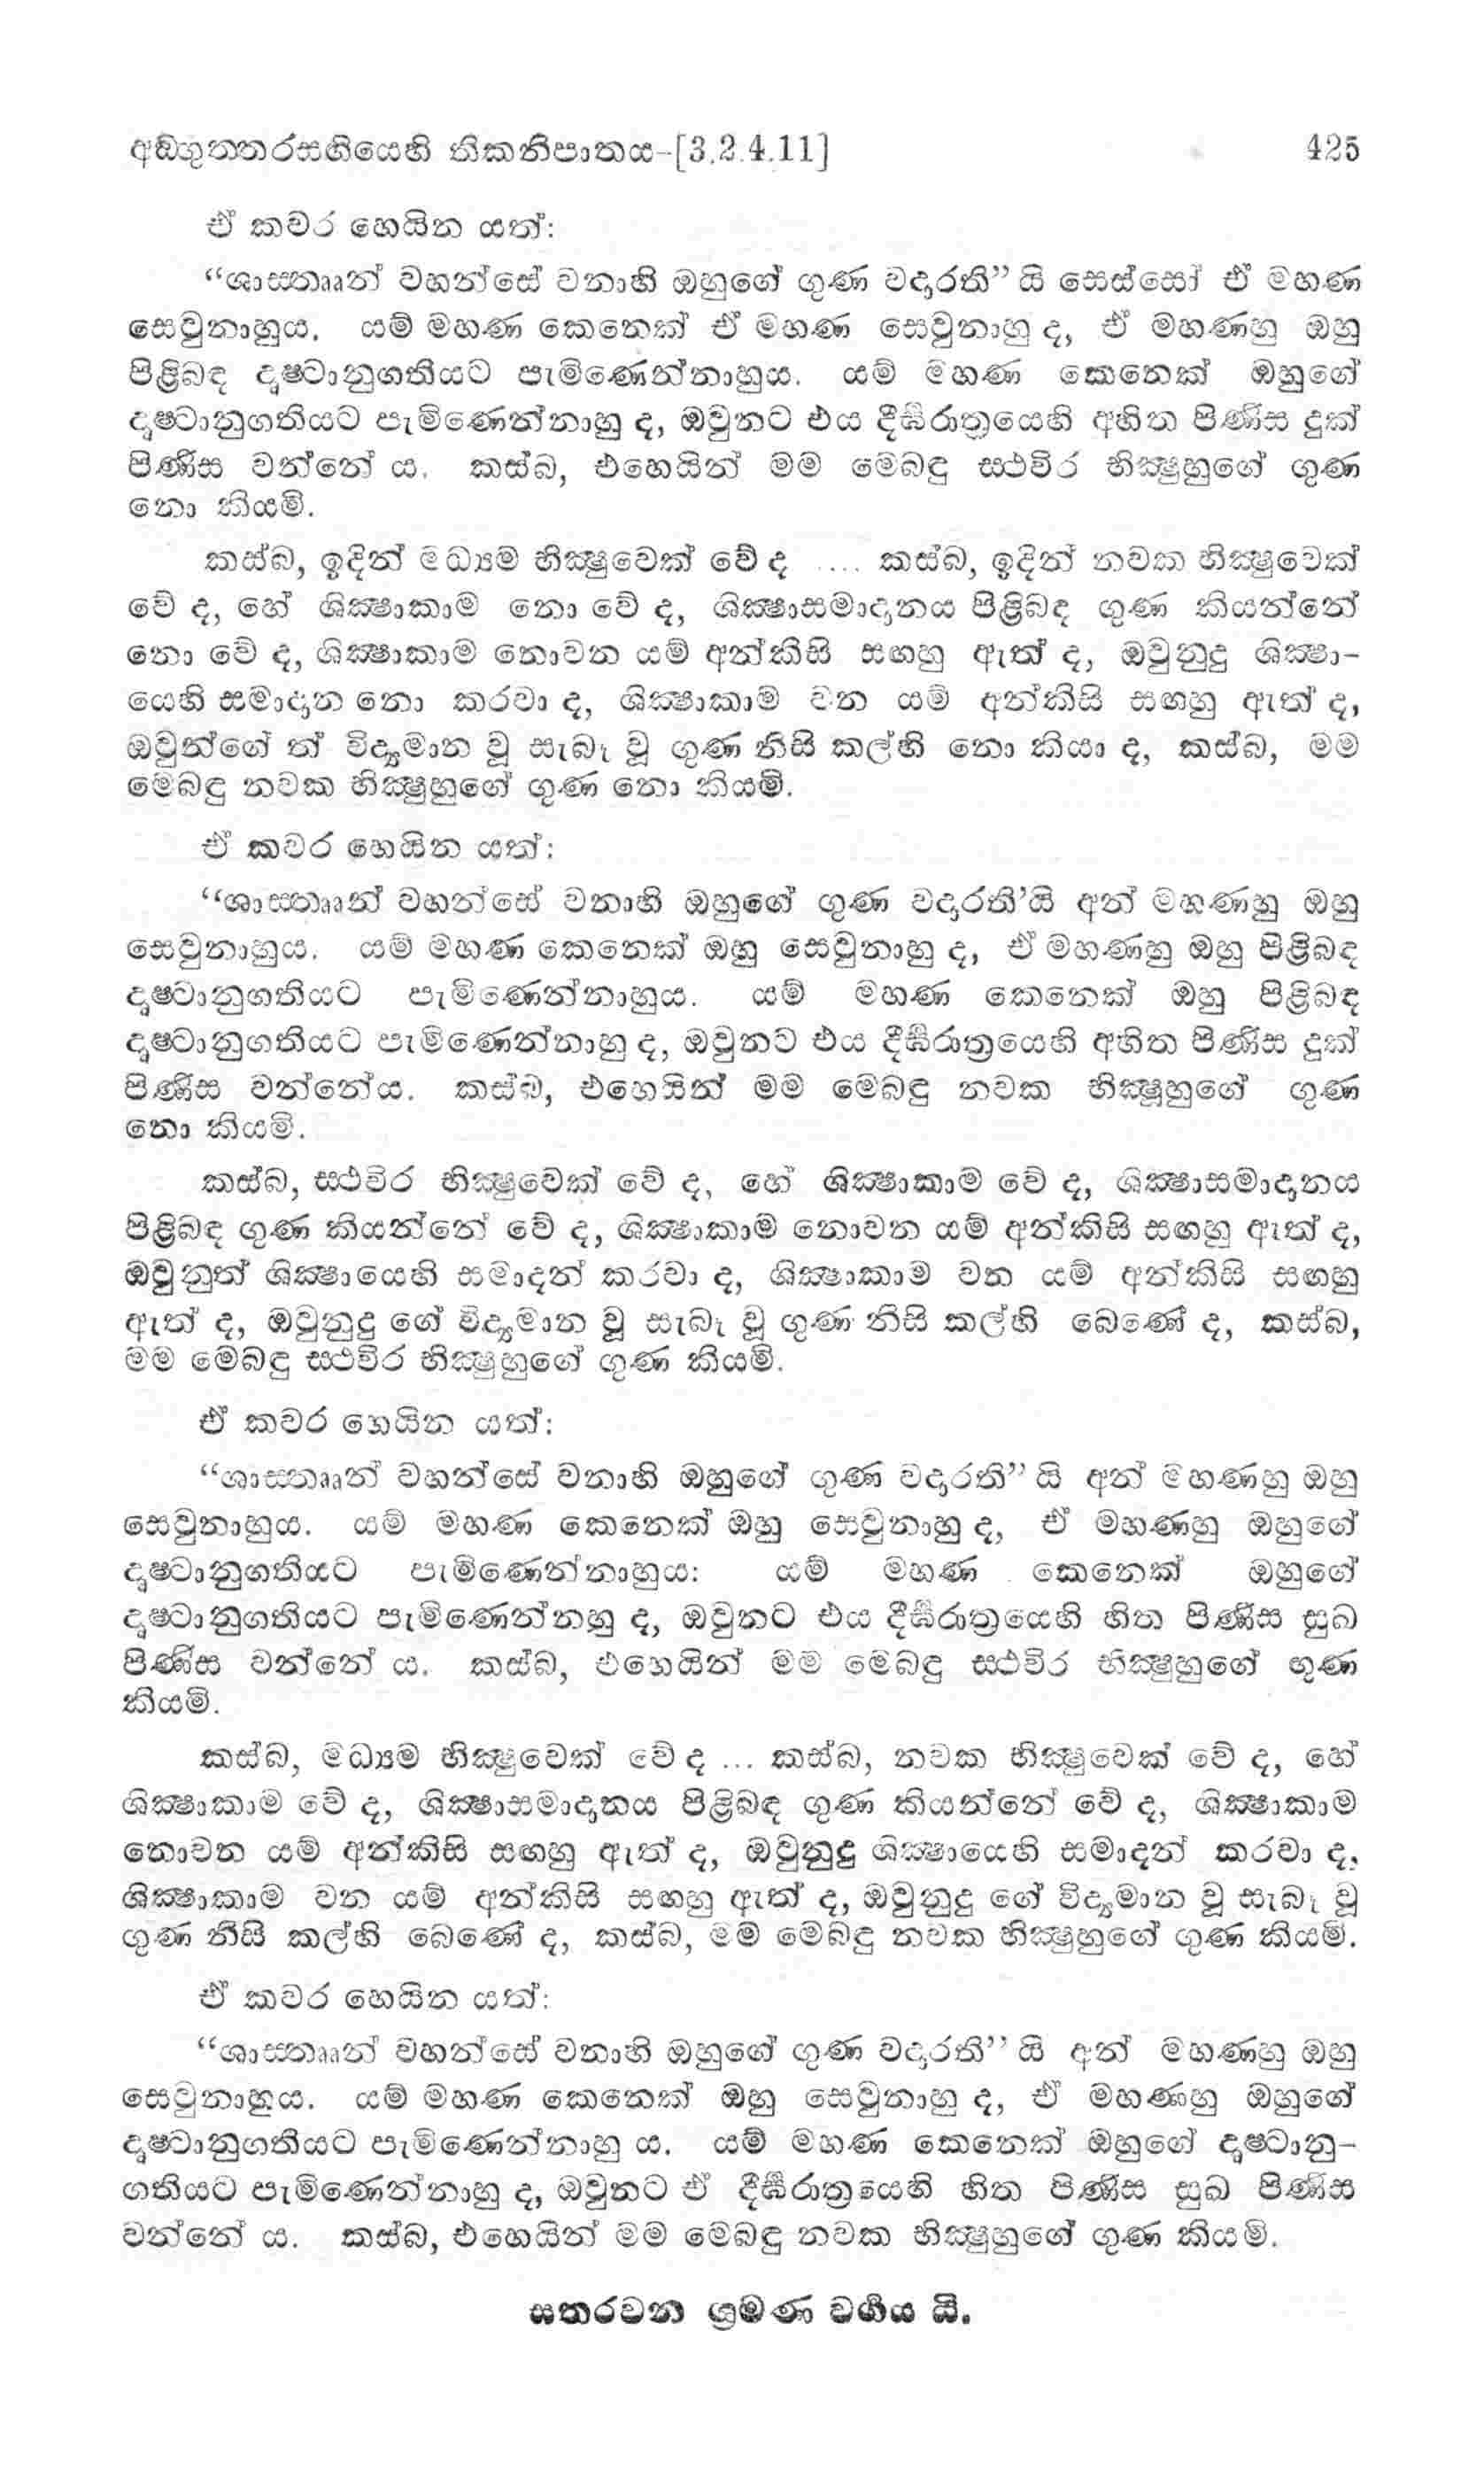 අඞ්ගුත්තරසඟියෙහි තිකනිපාතය-[3.2.4.11] 425
ඒ කවර හෙයින යත්:
“ශාස්තෲන් වහන්සේ වනාහි ඔහුගේ ගුණ වදාරති” යි සෙස්සෝ ඒ මහණ
සෙවුනාහුය. යම් මහණ කෙනෙක් ඒ මහණ සෙවුනාහු ද, ඒ මහණහු ඔහු
පිළිබඳ දෘෂ්ටානුගතියට පැමිණෙන්නාහුය. යම් මහණ කෙනෙක් ඔහුගේ
දෘෂ්ටානුගතියට පැමිණෙන්නාහු ද, ඔවුනට එය දීර්‍ඝරාත්‍රයෙහි අහිත පිණිස දුක්
පිණිස වන්නේ ය. කස්බ, එහෙයින් මම මෙබඳු ස්ථවිර භික්‍ෂුහුගේ ගුණ
නො කියමි.
කස්බ, ඉදින් මධ්‍යම භික්‍ෂුවෙක් වේ ද .... කස්බ, ඉදින් නවක භික්‍ෂුවෙක්
වේ ද, හේ ශික්‍ෂාකාම නො වේ ද, ශික්‍ෂාසමාදානය පිළිබඳ ගුණ කියන්නේ
නො වේ ද, ශික්‍ෂාකාම නොවන යම් අන්කිසි සඟහු ඇත් ද, ඔවුනුදු ශික්‍ෂා-
යෙහි සමාදාන නො කරවා ද, ශික්‍ෂාකාම වන යම් අන්කිසි සඟහු ඇත් ද,
ඔවුන්ගේ ත් විද්‍යමාන වූ සැබෑ වූ ගුණ නිසි කල්හි නො කියා ද, කස්බ, මම
මෙබඳු නවක භික්‍ෂුහුගේ ගුණ නො කියමි.
ඒ කවර හෙයින යත්:
“ශාස්තෲන් වහන්සේ වනාහි ඔහුගේ ගුණ වදාරති’යි අන් මහණහු ඔහු
සෙවුනාහුය. යම් මහණ කෙනෙක් ඔහු සෙවුනාහු ද, ඒ මහණහු ඔහු පිළිබඳ
දෘෂ්ටානුගතියට පැමිණෙන්නාහුය. යම් මහණ කෙනෙක් ඔහු පිළිබඳ
දෘෂ්ටානුගතියට පැමිණෙන්නාහු ද, ඔවුනට එය දීර්‍ඝරාත්‍රයෙහි අහිත පිණිස දුක්
පිණිස වන්නේය. කස්බ, එහෙයින් මම මෙබඳු නවක භික්‍ෂූහුගේ ගුණ
නො කියමි.
කස්බ, ස්ථවිර භික්‍ෂුවෙක් වේ ද, හේ ශික්‍ෂාකාම වේ ද, ශික්‍ෂාසමාදානය
පිළිබඳ ගුණ කියන්නේ වේ ද, ශික්‍ෂාකාම නොවන යම් අන්කිසි සඟහු ඇත් ද,
ඔවුනුත් ශික්‍ෂායෙහි සමාදන් කරවා ද, ශික්‍ෂාකාම වන යම් අන්කිසි සඟහු
ඇත් ද, ඔවුනුදු ගේ විද්‍යමාන වූ සැබෑ වූ ගුණ නිසි කල්හි බෙණේ ද, කස්බ,
මම මෙබඳු ස්ථවිර භික්‍ෂුහුගේ ගුණ කියමි.
ඒ කවර හෙයින යත්:
“ශාස්තෲන් වහන්සේ වනාහි ඔහුගේ ගුණ වදාරති” යි අන් මහණහු ඔහු
සෙවුනාහුය. යම් මහණ කෙනෙක් ඔහු සෙවුනාහු ද, ඒ මහණහු ඔහුගේ
දෘෂ්ටානුගතියට පැමිණෙන්නාහුය: යම් මහණ කෙනෙක් ඔහුගේ
දෘෂ්ටානුගතියට පැමිණෙන්නහු ද, ඔවුනට එය දීර්‍ඝරාත්‍රයෙහි හිත පිණිස සුඛ
පිණිස වන්නේ ය. කස්බ, එහෙයින් මම මෙබඳු ස්ථවිර භික්‍ෂුහුගේ ඟුණ
කියමි.
කස්බ, මධ්‍යම භික්‍ෂුවෙක් වේ ද ... කස්බ, නවක භික්‍ෂුවෙක් වේ ද, හේ
ශික්‍ෂාකාම වේ ද, ශික්‍ෂාසමාදානය පිළිබඳ ගුණ කියන්නේ වේ ද, ශික්‍ෂාකාම
නොවන යම් අන්කිසි සඟහු ඇත් ද, ඔවුනුදු ශික්‍ෂායෙහි සමාදන් කරවා ද,
ශික්‍ෂාකාම වන යම් අන්කිසි සඟහු ඇත් ද, ඔවුනුදු ගේ විද්‍යමාන වූ සැබෑ වූ
ගුණ නිසි කල්හි බෙණේ ද, කස්බ, මම මෙබඳු නවක භික්‍ෂුහුගේ ගුණ කියමි.
ඒ කවර හෙයින යත්:
“ශාස්තෲන් වහන්සේ වනාහි ඔහුගේ ගුණ වදාරති” යි අන් මහණහු ඔහු
සෙවුනාහුය. යම් මහණ කෙනෙක් ඔහු සෙවුනාහු ද, ඒ මහණහු ඔහුගේ
දෘෂ්ටානුගතියට පැමිණෙන්නාහු ය. යම් මහණ කෙනෙක් ඔහුගේ දෘෂ්ටානු-
ගතියට පැමිණෙන්නාහු ද, ඔවුනට ඒ දීර්‍ඝරාත්‍රයෙහි හිත පිණිස සුඛ පිණිස
වන්නේ ය. කස්බ, එහෙයින් මම මෙබඳු නවක භික්‍ෂුහුගේ ගුණ කියමි.
සතරවන ශ්‍රමණ වර්‍ගය යි.